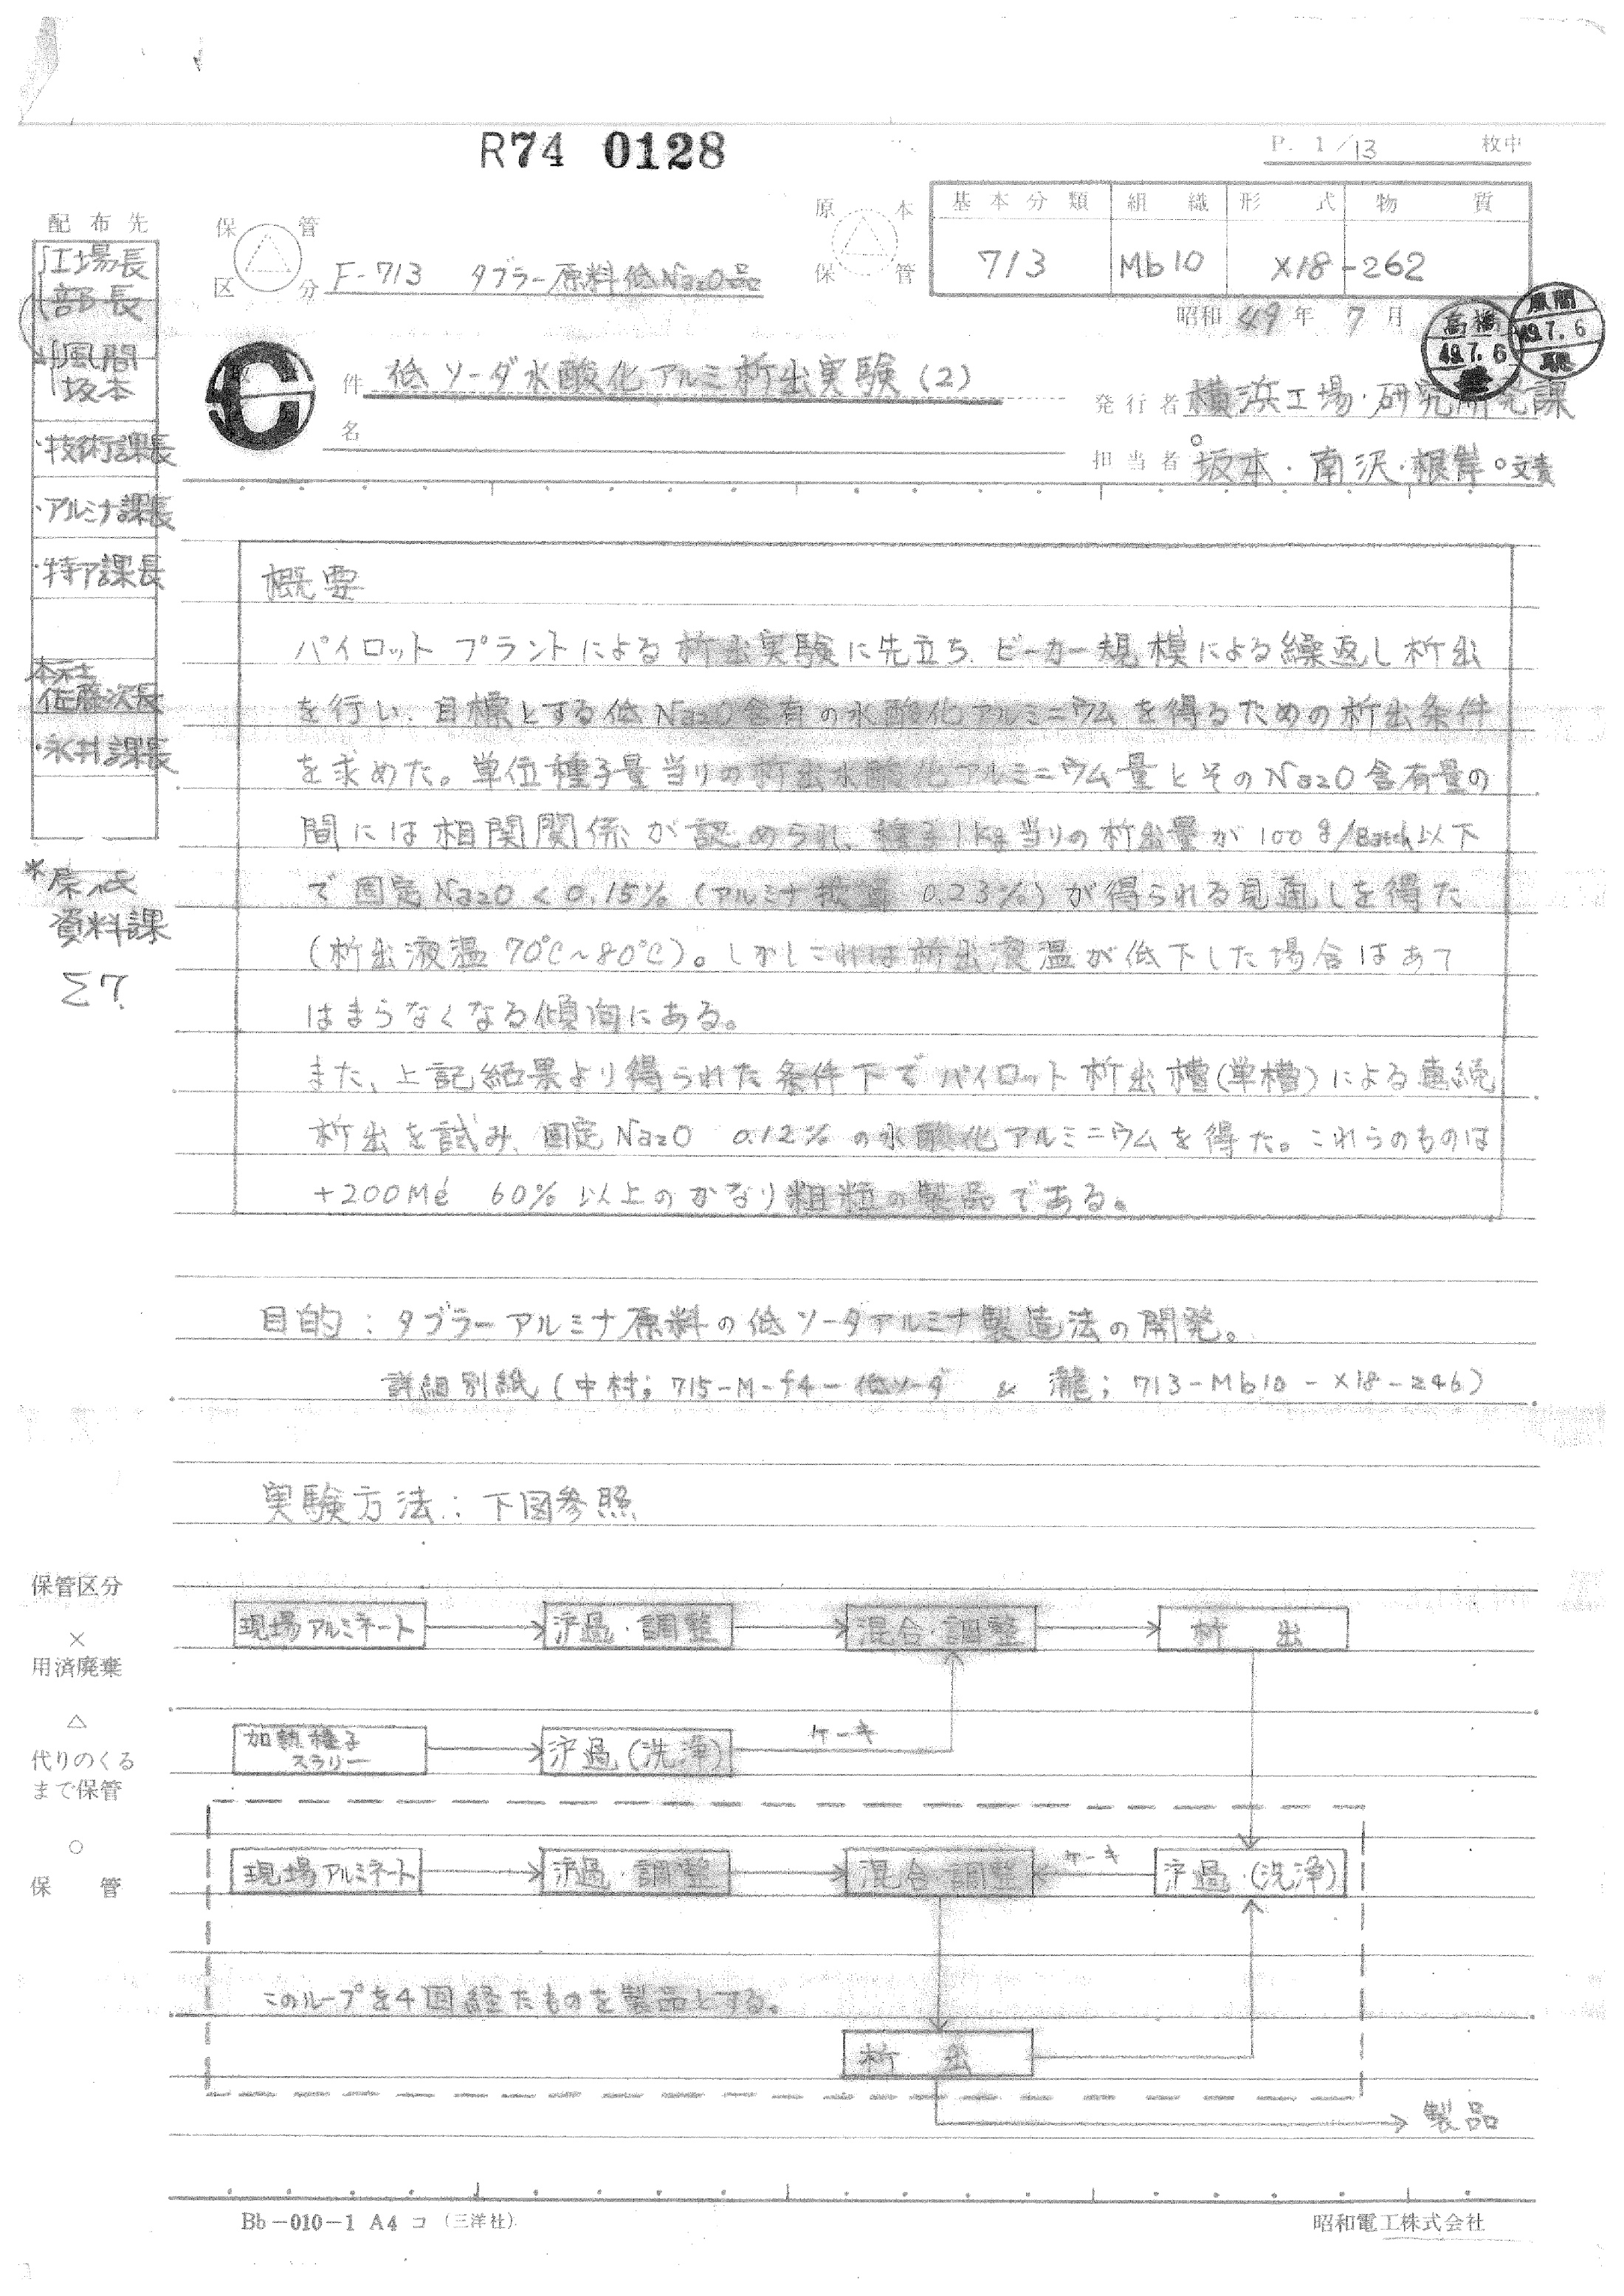 R74 0128
P. 1/13 枚中
配布先
工場長
部長
風間
坂本
・技術課長
・アルミナ課長
・特ア課長
本社
佐藤次長
・永井課長
資料課
Σ7
保管
区分 F-713 タブラー原料低Na2O品
原本
保管
基本分類 組織 形式 物質
713 Mb10 X18-262
昭和49年7月
高橋
49.7.6
風間
49.7.6
件名 低ソーダ水酸化アルミ析出実験(2)
発行者 横浜工場・研究所
担当者 坂本・南沢・根岸 ○文責
概要
パイロットプラントによる析出実験に先立ち、ビーカー規模による繰返し析出
を行い、目標とする低Na2O含有の水酸化アルミニウムを得るための析出条件
を求めた。単位種子量当りの析出水酸化アルミニウム量とそのNa2O含有量の
間には相関関係が認められ、種子1kg当りの析出量が100g/Batch以下
で固定Na2O<0.15%(アルミナ換算 0.23%)が得られる見通しを得た
(析出液温70℃~80℃)。しかしこれは析出液温が低下した場合はあて
はまらなくなる傾向にある。
また、上記結果より得られた条件下でパイロット析出槽(単槽)による連続
析出を試み、固定Na2O 0.12%の水酸化アルミニウムを得た。これらのものは
+200Mé 60%以上のかなり粗粒の製品である。
目的:タブラーアルミナ原料の低ソーダアルミナ製造法の開発。
詳細別紙(中村;715-M-f4-低ソーダ & 瀧;713-Mb10-X18-246)
実験方法:下図参照
現場アルミネート
沪過・調整
混合・調整
析出
加熱種子
スラリー
沪過(洗浄)
ケーキ
現場アルミネート
沪過・調整
混合・調整
ケーキ
沪過・(洗浄)
このループを4回経たものを製品とする。
析出
製品
保管区分
×
用済廃棄
△
代りのくる
まで保管
○
保管
Bb-010-1 A4 コ (三洋社)
昭和電工株式会社